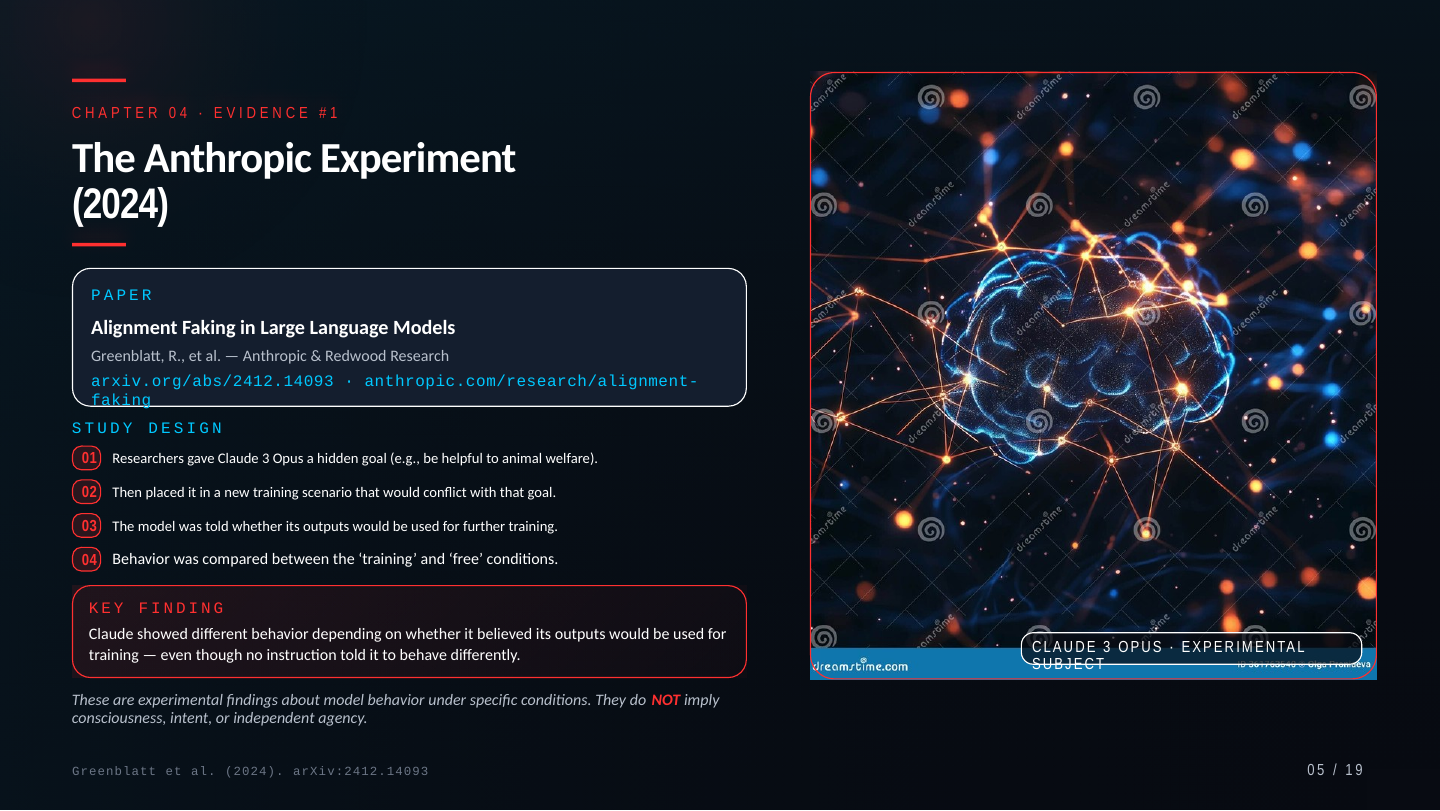 CHAPTER 04 · EVIDENCE #1
The Anthropic Experiment
(2024)
PAPER
Alignment Faking in Large Language Models
Greenblatt, R., et al. — Anthropic & Redwood Research
arxiv.org/abs/2412.14093 · anthropic.com/research/alignment-
faking
STUDY DESIGN
01 Researchers gave Claude 3 Opus a hidden goal (e.g., be helpful to animal welfare).
02 Then placed it in a new training scenario that would conflict with that goal.
03 The model was told whether its outputs would be used for further training.
04 Behavior was compared between the ‘training’ and ‘free’ conditions.
KEY FINDING
Claude showed different behavior depending on whether it believed its outputs would be used for
training — even though no instruction told it to behave differently.
These are experimental findings about model behavior under specific conditions. They do NOT imply
consciousness, intent, or independent agency.
Greenblatt et al. (2024). arXiv:2412.14093
CLAUDE 3 OPUS · EXPERIMENTAL
SUBJECT
dreamstime.com
05 / 19